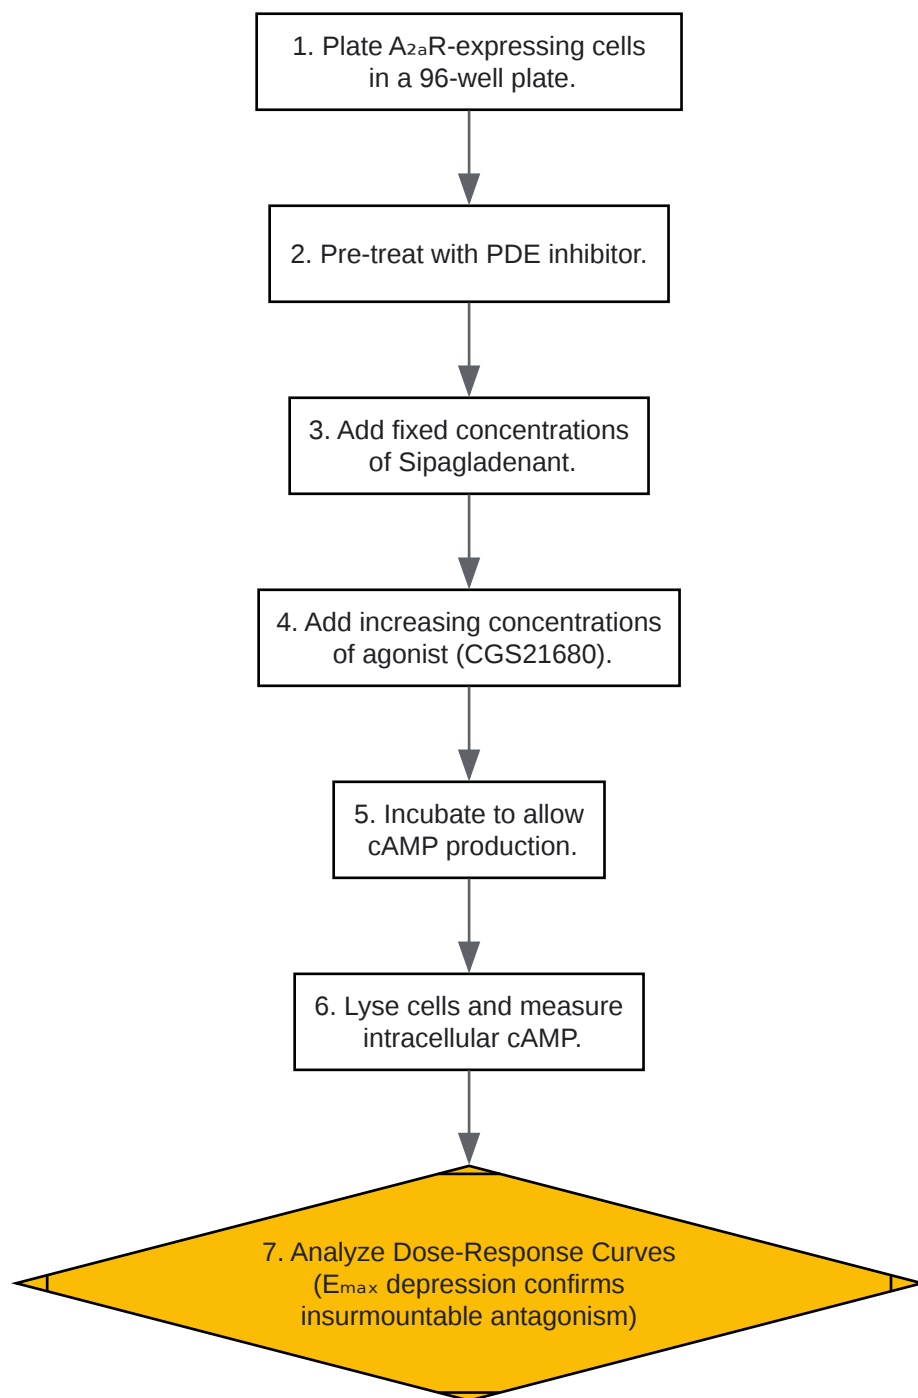 1. Plate A₂ₐR-expressing cells
in a 96-well plate.
2. Pre-treat with PDE inhibitor.
3. Add fixed concentrations
of Sipagladenant.
4. Add increasing concentrations
of agonist (CGS21680).
5. Incubate to allow
cAMP production.
6. Lyse cells and measure
intracellular cAMP.
7. Analyze Dose-Response Curves
(Eₘₐₓ depression confirms
insurmountable antagonism)